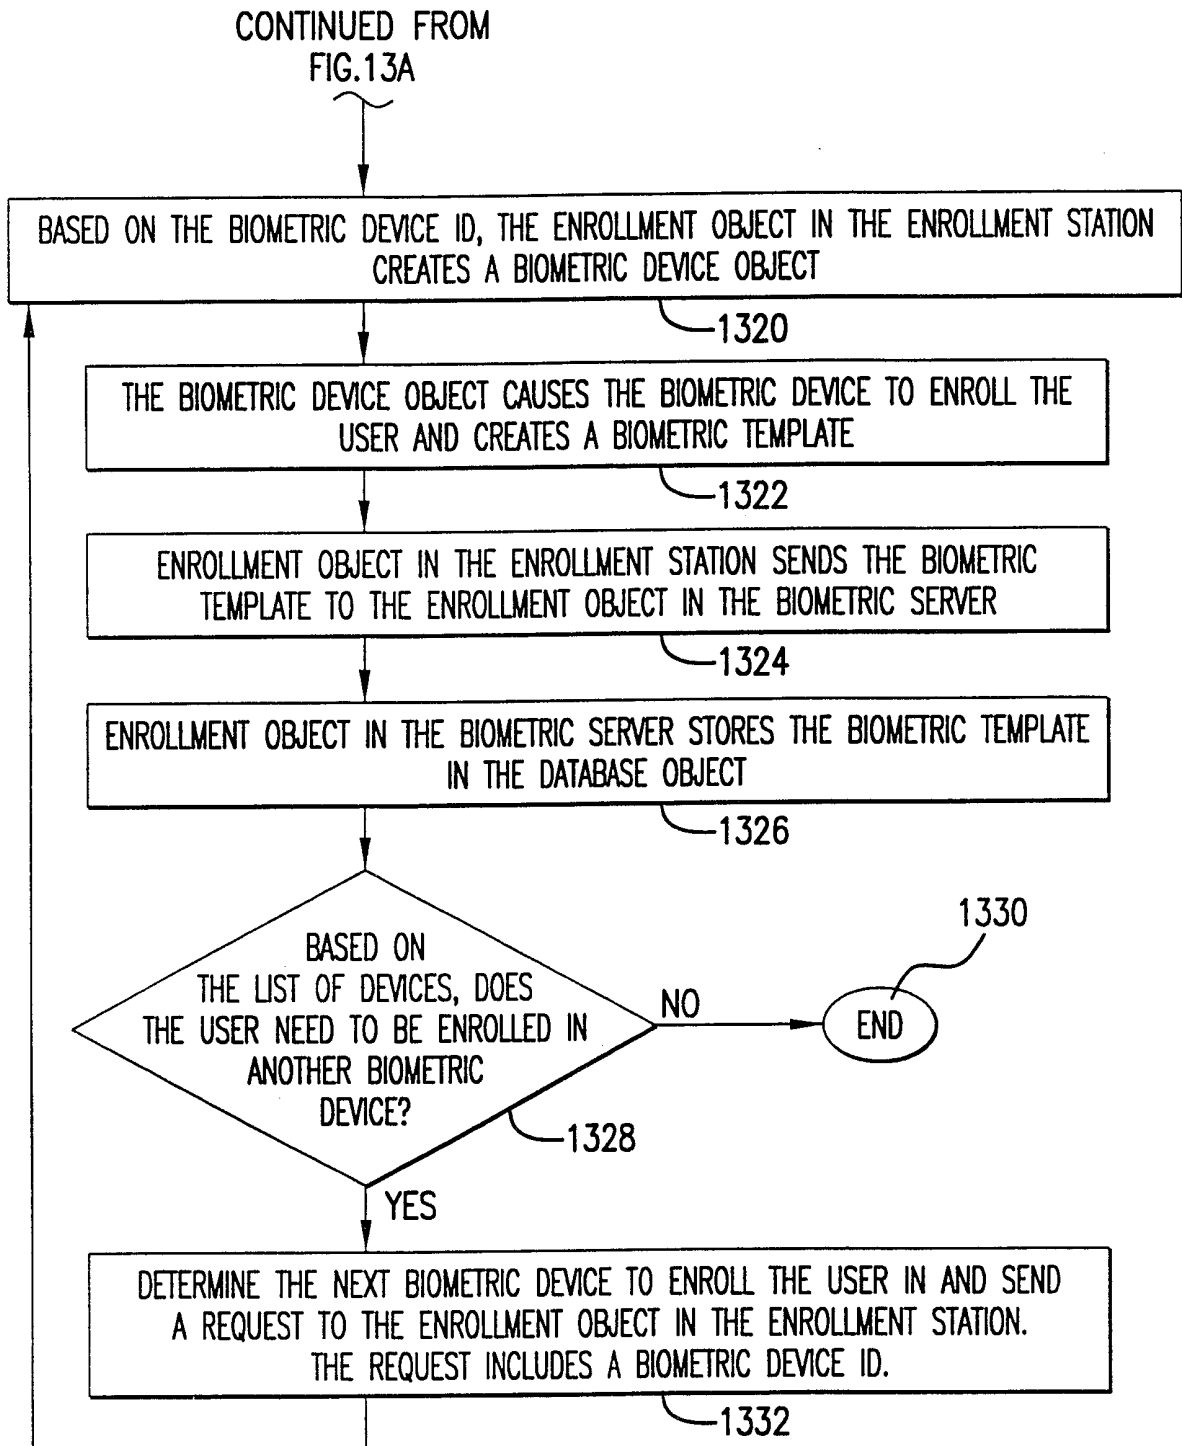 CONTINUED FROM
FIG.13A
BASED ON THE BIOMETRIC DEVICE ID, THE ENROLLMENT OBJECT IN THE ENROLLMENT STATION
CREATES A BIOMETRIC DEVICE OBJECT
1320
THE BIOMETRIC DEVICE OBJECT CAUSES THE BIOMETRIC DEVICE TO ENROLL THE
USER AND CREATES A BIOMETRIC TEMPLATE
1322
ENROLLMENT OBJECT IN THE ENROLLMENT STATION SENDS THE BIOMETRIC
TEMPLATE TO THE ENROLLMENT OBJECT IN THE BIOMETRIC SERVER
1324
ENROLLMENT OBJECT IN THE BIOMETRIC SERVER STORES THE BIOMETRIC TEMPLATE
IN THE DATABASE OBJECT
1326
BASED ON
THE LIST OF DEVICES, DOES
THE USER NEED TO BE ENROLLED IN
ANOTHER BIOMETRIC
DEVICE?
1328
NO
1330
END
YES
DETERMINE THE NEXT BIOMETRIC DEVICE TO ENROLL THE USER IN AND SEND
A REQUEST TO THE ENROLLMENT OBJECT IN THE ENROLLMENT STATION.
THE REQUEST INCLUDES A BIOMETRIC DEVICE ID.
1332